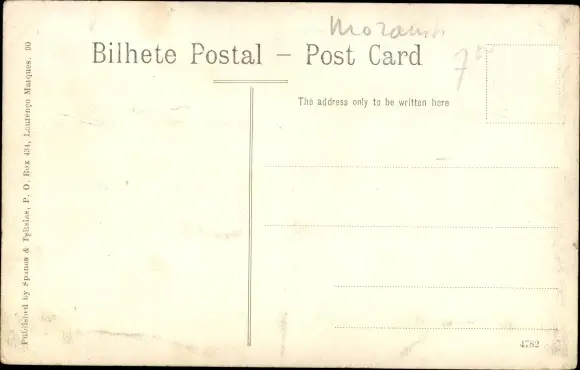 Mozamb.
Bilhete Postal – Post Card
7
The address only to be written here
Published by Spanos & Tsitsias, P. O. Box 434, Lourenço Marques. 90
4782